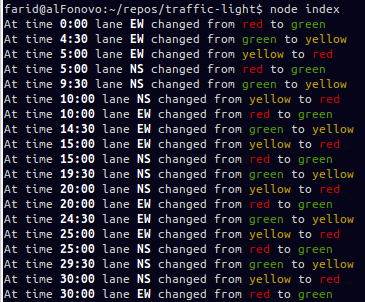 farid@alFonovo:~/repos/traffic-light$ node index
At time 0:00 lane EW changed from red to green
At time 4:30 lane EW changed from green to yellow
At time 5:00 lane EW changed from yellow to red
At time 5:00 lane NS changed from red to green
At time 9:30 lane NS changed from green to yellow
At time 10:00 lane NS changed from yellow to red
At time 10:00 lane EW changed from red to green
At time 14:30 lane EW changed from green to yellow
At time 15:00 lane EW changed from yellow to red
At time 15:00 lane NS changed from red to green
At time 19:30 lane NS changed from green to yellow
At time 20:00 lane NS changed from yellow to red
At time 20:00 lane EW changed from red to green
At time 24:30 lane EW changed from green to yellow
At time 25:00 lane EW changed from yellow to red
At time 25:00 lane NS changed from red to green
At time 29:30 lane NS changed from green to yellow
At time 30:00 lane NS changed from yellow to red
At time 30:00 lane EW changed from red to green